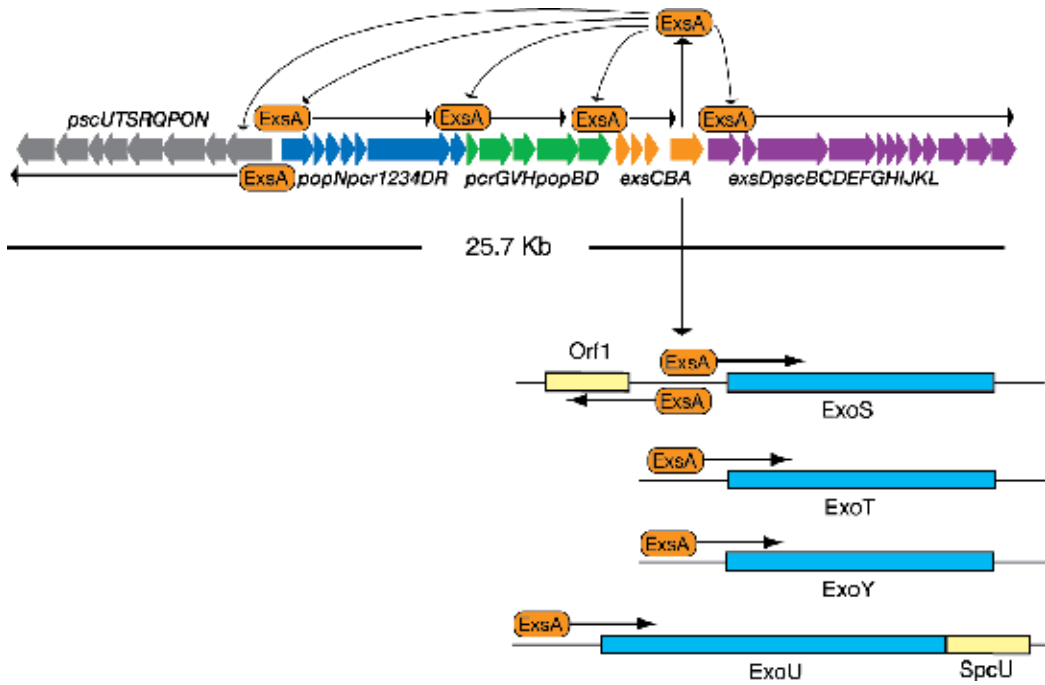 ExsA
pscUTSRQPON
ExsA
ExsA
ExsA
ExsA
ExsA
popNpcr1234DR
pcrGVHpopBD
exsCBA
exsDpscBCDEFGHIJKL
25.7 Kb
Orf1
ExsA
ExsA
ExoS
ExsA
ExoT
ExsA
ExoY
ExsA
ExoU
SpcU